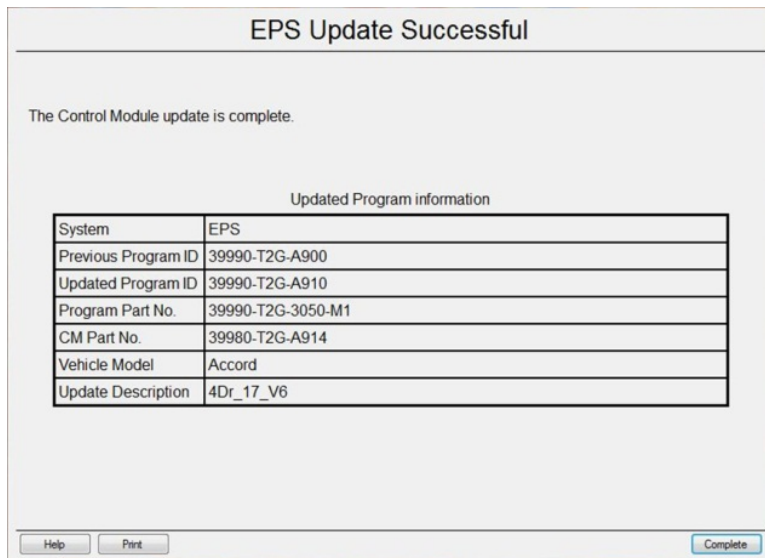 EPS Update Successful
The Control Module update is complete.
Updated Program information
System EPS
Previous Program ID 39990-T2G-A900
Updated Program ID 39990-T2G-A910
Program Part No. 39990-T2G-3050-M1
CM Part No. 39980-T2G-A914
Vehicle Model Accord
Update Description 4Dr_17_V6
Help Print Complete